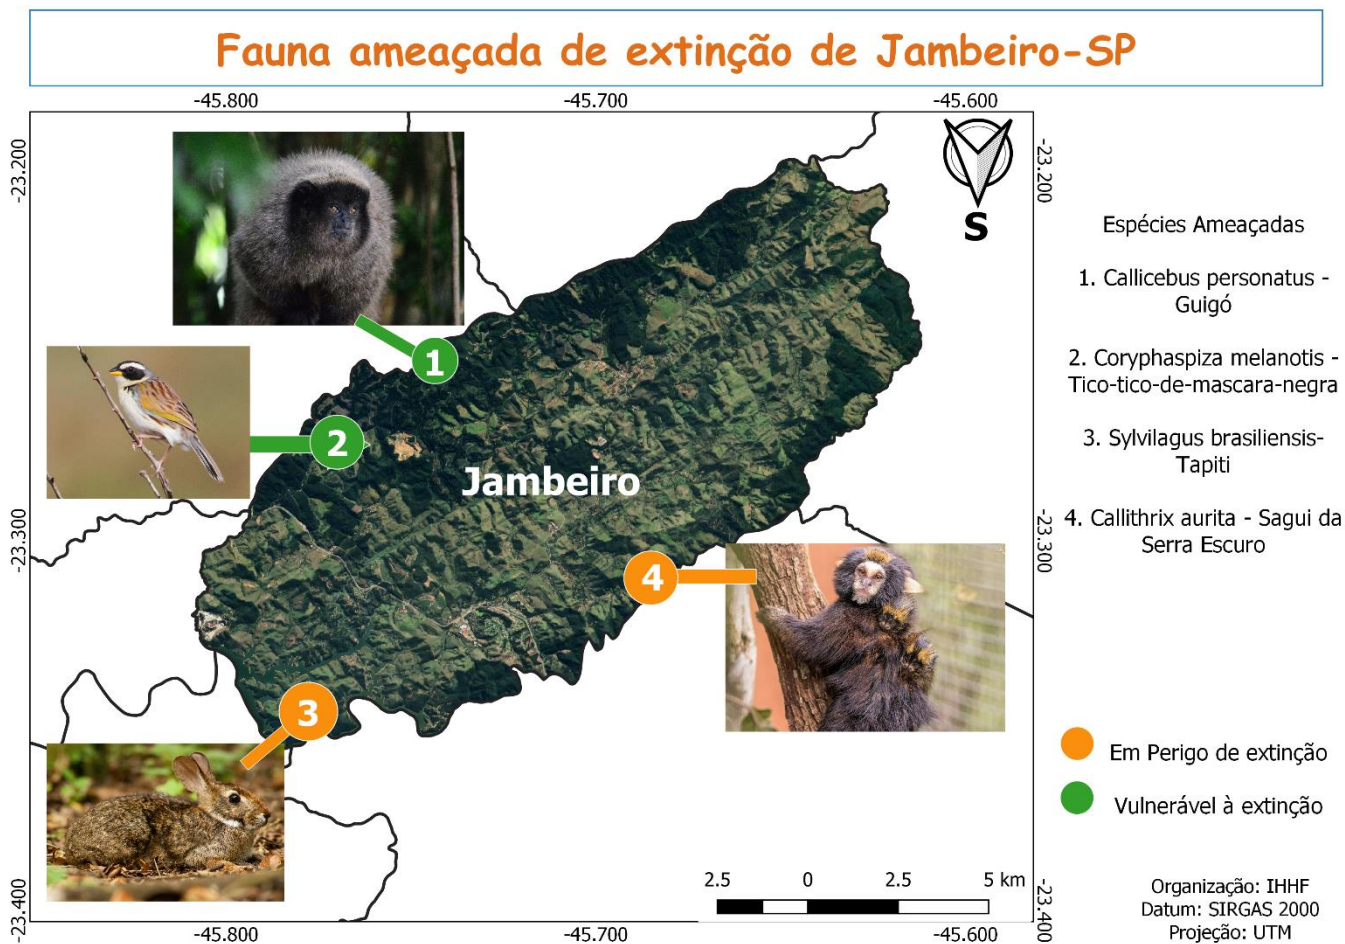 Fauna ameaçada de extinção de Jambeiro-SP
-45.800
-45.700
-45.600
-23.200
-23.200
S
Espécies Ameaçadas
1. Callicebus personatus -
Guigó
1
2. Coryphaspiza melanotis -
Tico-tico-de-mascara-negra
2
3. Sylvilagus brasiliensis-
Tapiti
Jambeiro
4. Callithrix aurita - Sagui da
Serra Escuro
-23.300
-23.300
4
3
Em Perigo de extinção
Vulnerável à extinção
2.5 0 2.5 5 km
Organização: IHHF
Datum: SIRGAS 2000
Projeção: UTM
-23.400
-23.400
-45.800
-45.700
-45.600